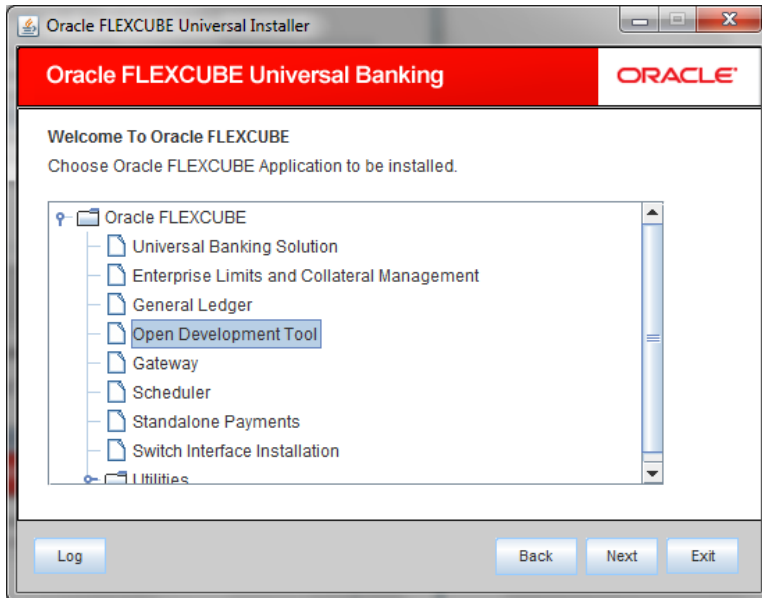 Oracle FLEXCUBE Universal Installer
Oracle FLEXCUBE Universal Banking
ORACLE
Welcome To Oracle FLEXCUBE
Choose Oracle FLEXCUBE Application to be installed.
Oracle FLEXCUBE
Universal Banking Solution
Enterprise Limits and Collateral Management
General Ledger
Open Development Tool
Gateway
Scheduler
Standalone Payments
Switch Interface Installation
Utilities
Log
Back
Next
Exit